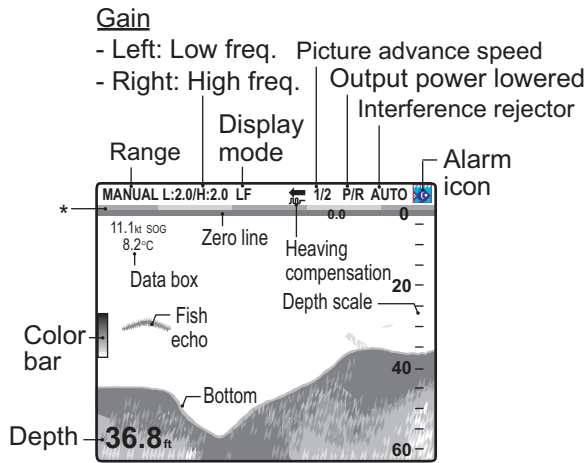 Gain
- Left: Low freq.
- Right: High freq.
Picture advance speed
Output power lowered
Interference rejector
Display
mode
Range
Alarm
icon
MANUAL L:2.0/H:2.0 LF 1/2 P/R AUTO
*
0.0
0
11.1kt SOG
8.2°C
Zero line
Heaving
compensation
Data box
Depth scale
20
Fish
echo
Color
bar
40
Bottom
Depth
36.8ft
60